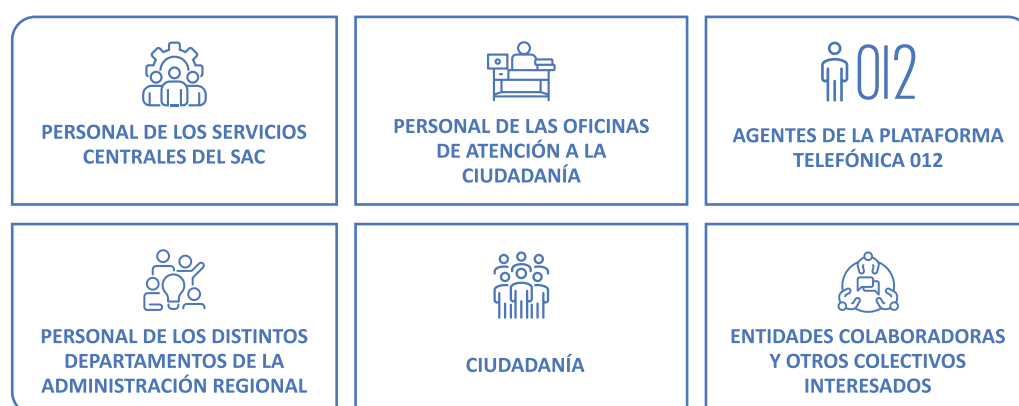 PERSONAL DE LOS SERVICIOS
CENTRALES DEL SAC
PERSONAL DE LAS OFICINAS
DE ATENCIÓN A LA
CIUDADANÍA
012
AGENTES DE LA PLATAFORMA
TELEFÓNICA 012
PERSONAL DE LOS DISTINTOS
DEPARTAMENTOS DE LA
ADMINISTRACIÓN REGIONAL
CIUDADANÍA
ENTIDADES COLABORADORAS
Y OTROS COLECTIVOS
INTERESADOS